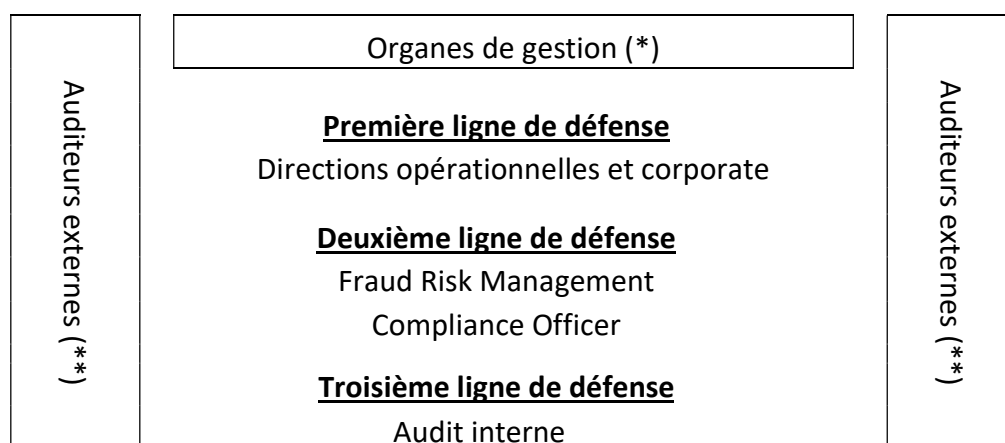 Organes de gestion (*)
Auditeurs externes (**)
Première ligne de défense
Directions opérationnelles et corporate
Deuxième ligne de défense
Fraud Risk Management
Compliance Officer
Troisième ligne de défense
Audit interne
Auditeurs externes (**)